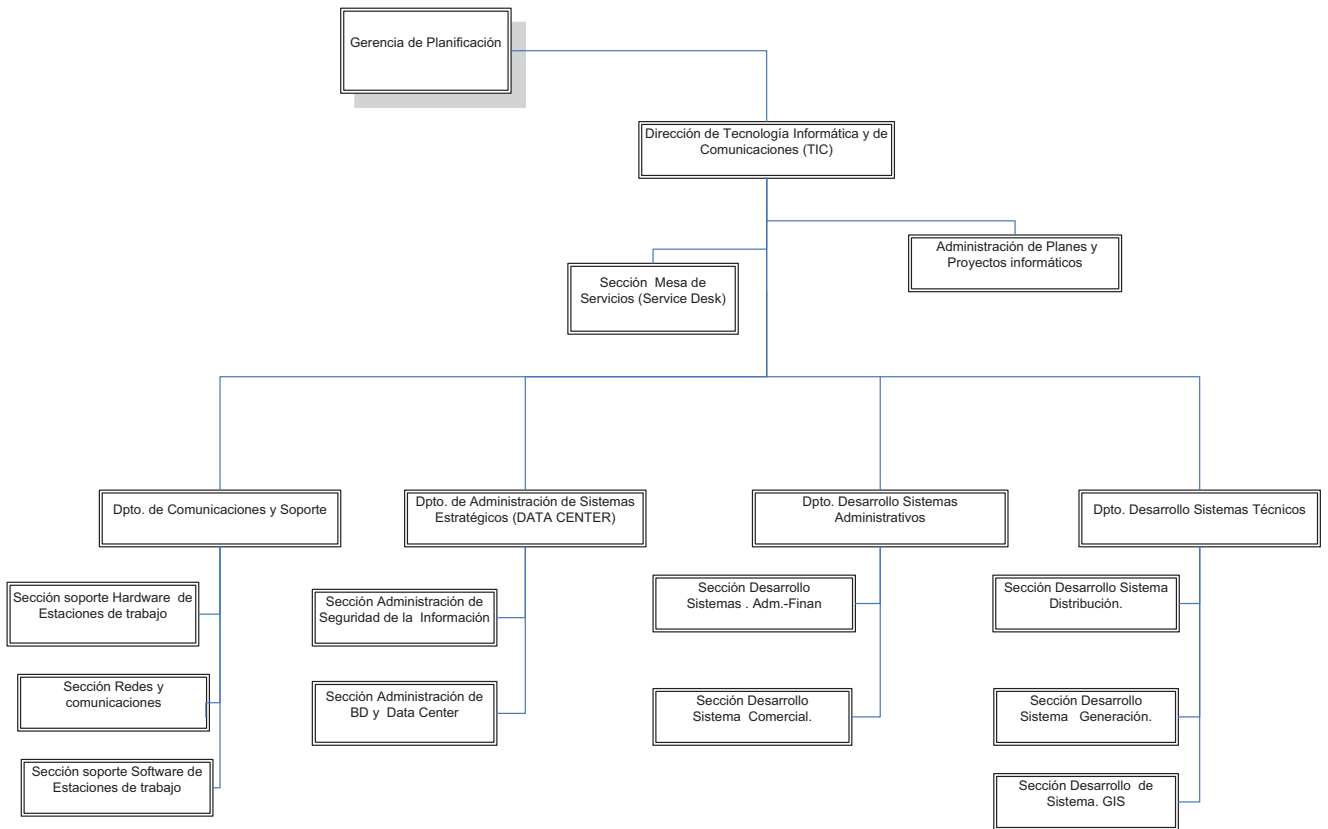 Gerencia de Planificación
Dirección de Tecnología Informática y de
Comunicaciones (TIC)
Administración de Planes y
Proyectos informáticos
Sección Mesa de
Servicios (Service Desk)
Dpto. de Comunicaciones y Soporte
Dpto. de Administración de Sistemas
Estratégicos (DATA CENTER)
Dpto. Desarrollo Sistemas
Administrativos
Dpto. Desarrollo Sistemas Técnicos
Sección soporte Hardware de
Estaciones de trabajo
Sección Redes y
comunicaciones
Sección soporte Software de
Estaciones de trabajo
Sección Administración de
Seguridad de la Información
Sección Administración de
BD y Data Center
Sección Desarrollo
Sistemas . Adm.-Finan
Sección Desarrollo
Sistema Comercial.
Sección Desarrollo Sistema
Distribución.
Sección Desarrollo
Sistema Generación.
Sección Desarrollo de
Sistema. GIS